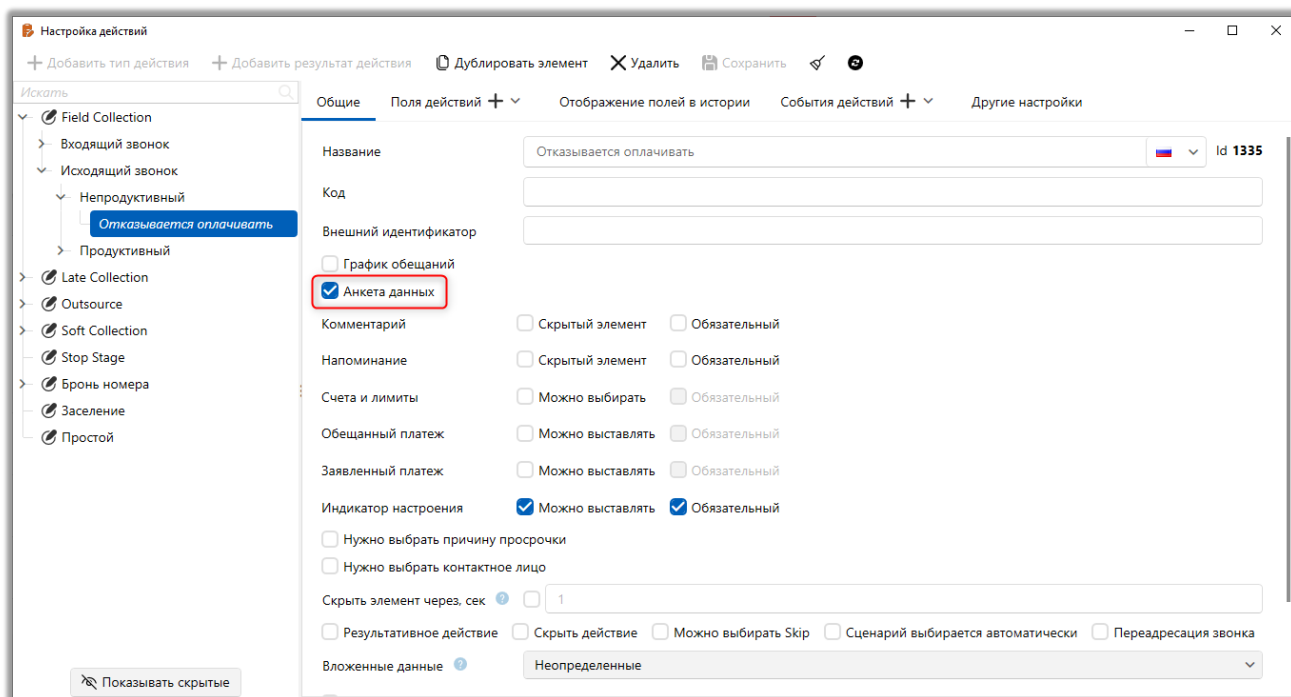 Настройка действий
Добавить тип действия Добавить результат действия Дублировать элемент Удалить Сохранить
Искать
Field Collection
Входящий звонок
Исходящий звонок
Непродуктивный
Отказывается оплачивать
Продуктивный
Late Collection
Outsource
Soft Collection
Stop Stage
Бронь номера
Заселение
Простой
Показывать скрытые
Общие Поля действий Отображение полей в истории События действий Другие настройки
Название Отказывается оплачивать Id 1335
Код
Внешний идентификатор
График обещаний
Анкета данных
Комментарий Скрытый элемент Обязательный
Напоминание Скрытый элемент Обязательный
Счета и лимиты Можно выбирать Обязательный
Обещанный платеж Можно выставлять Обязательный
Заявленный платеж Можно выставлять Обязательный
Индикатор настроения Можно выставлять Обязательный
Нужно выбрать причину просрочки
Нужно выбрать контактное лицо
Скрыть элемент через, сек ? 1
Результативное действие Скрыть действие Можно выбирать Skip Сценарий выбирается автоматически Переадресация звонка
Вложенные данные ? Неопределенные